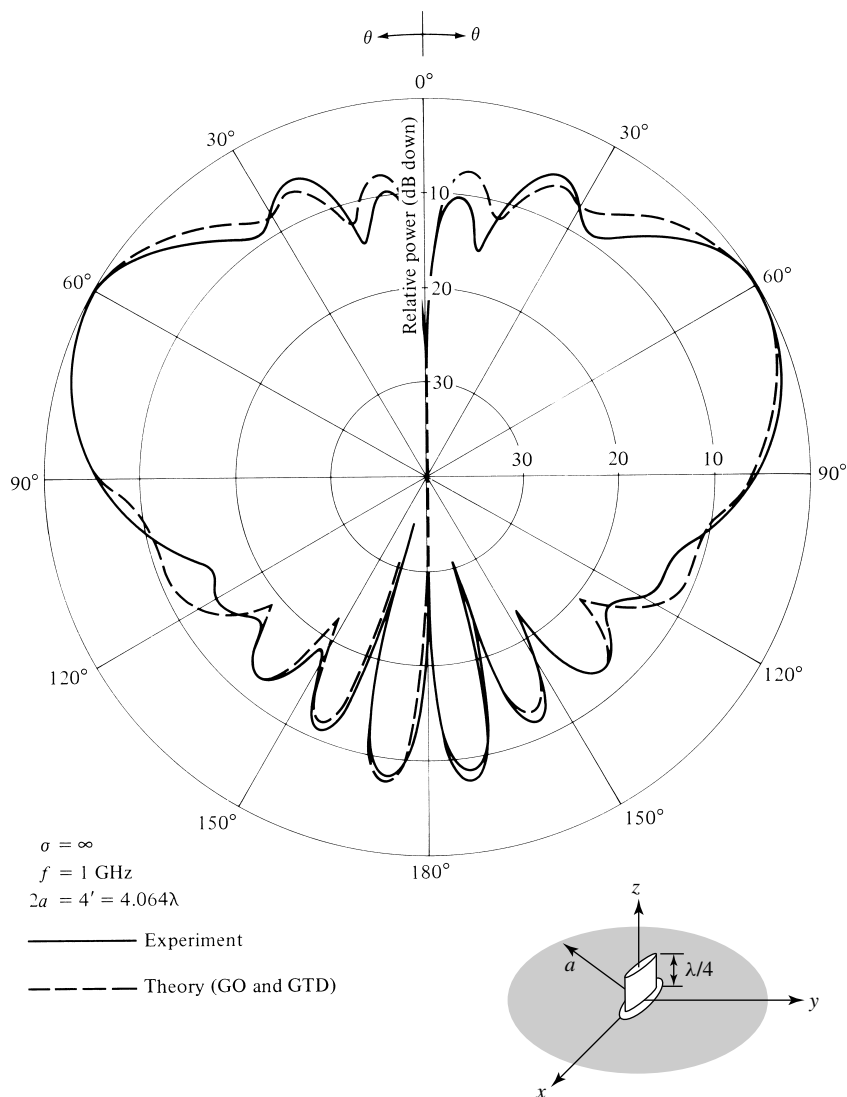 θ θ
0°
30° 30°
Relative power (dB down)
10
60° 60°
20
30
30 20 10
90° 90°
120° 120°
150° 150°
180°
σ = ∞
f = 1 GHz
2a = 4′ = 4.064λ
Experiment
Theory (GO and GTD)
z
a
λ/4
y
x